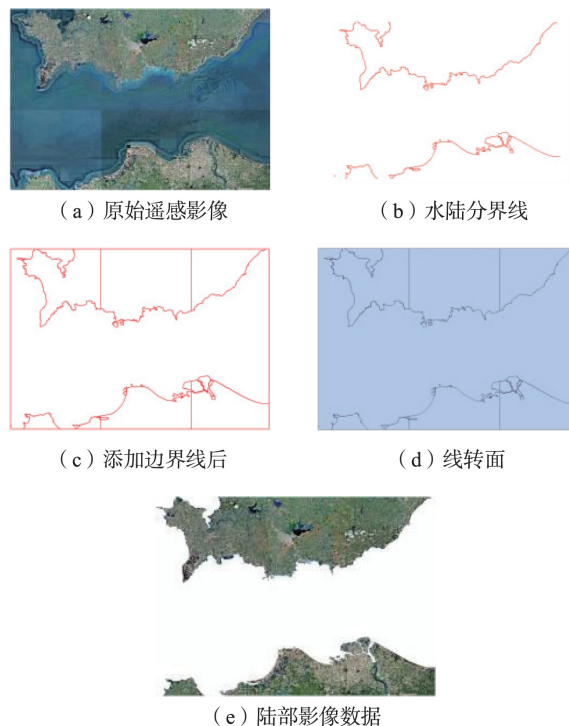 （a）原始遥感影像
（b）水陆分界线
（c）添加边界线后
（d）线转面
（e）陆部影像数据